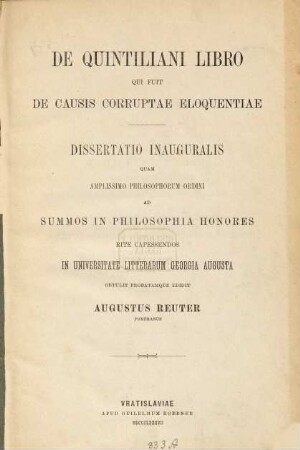 DE QUINTILIANI LIBRO
QUI FUIT
DE CAUSIS CORRUPTAE ELOQUENTIAE
DISSERTATIO INAUGURALIS
QUAM
AMPLISSIMO PHILOSOPHORUM ORDINI
AD
SUMMOS IN PHILOSOPHIA HONORES
RITE CAPESSENDOS
IN UNIVERSITATE LITTERARUM GEORGIA AUGUSTA
OBTULIT PROBATAMQUE EDIDIT
AUGUSTUS REUTER
POMERANUS
VRATISLAVIAE
APUD GUILELMUM KOEBNER